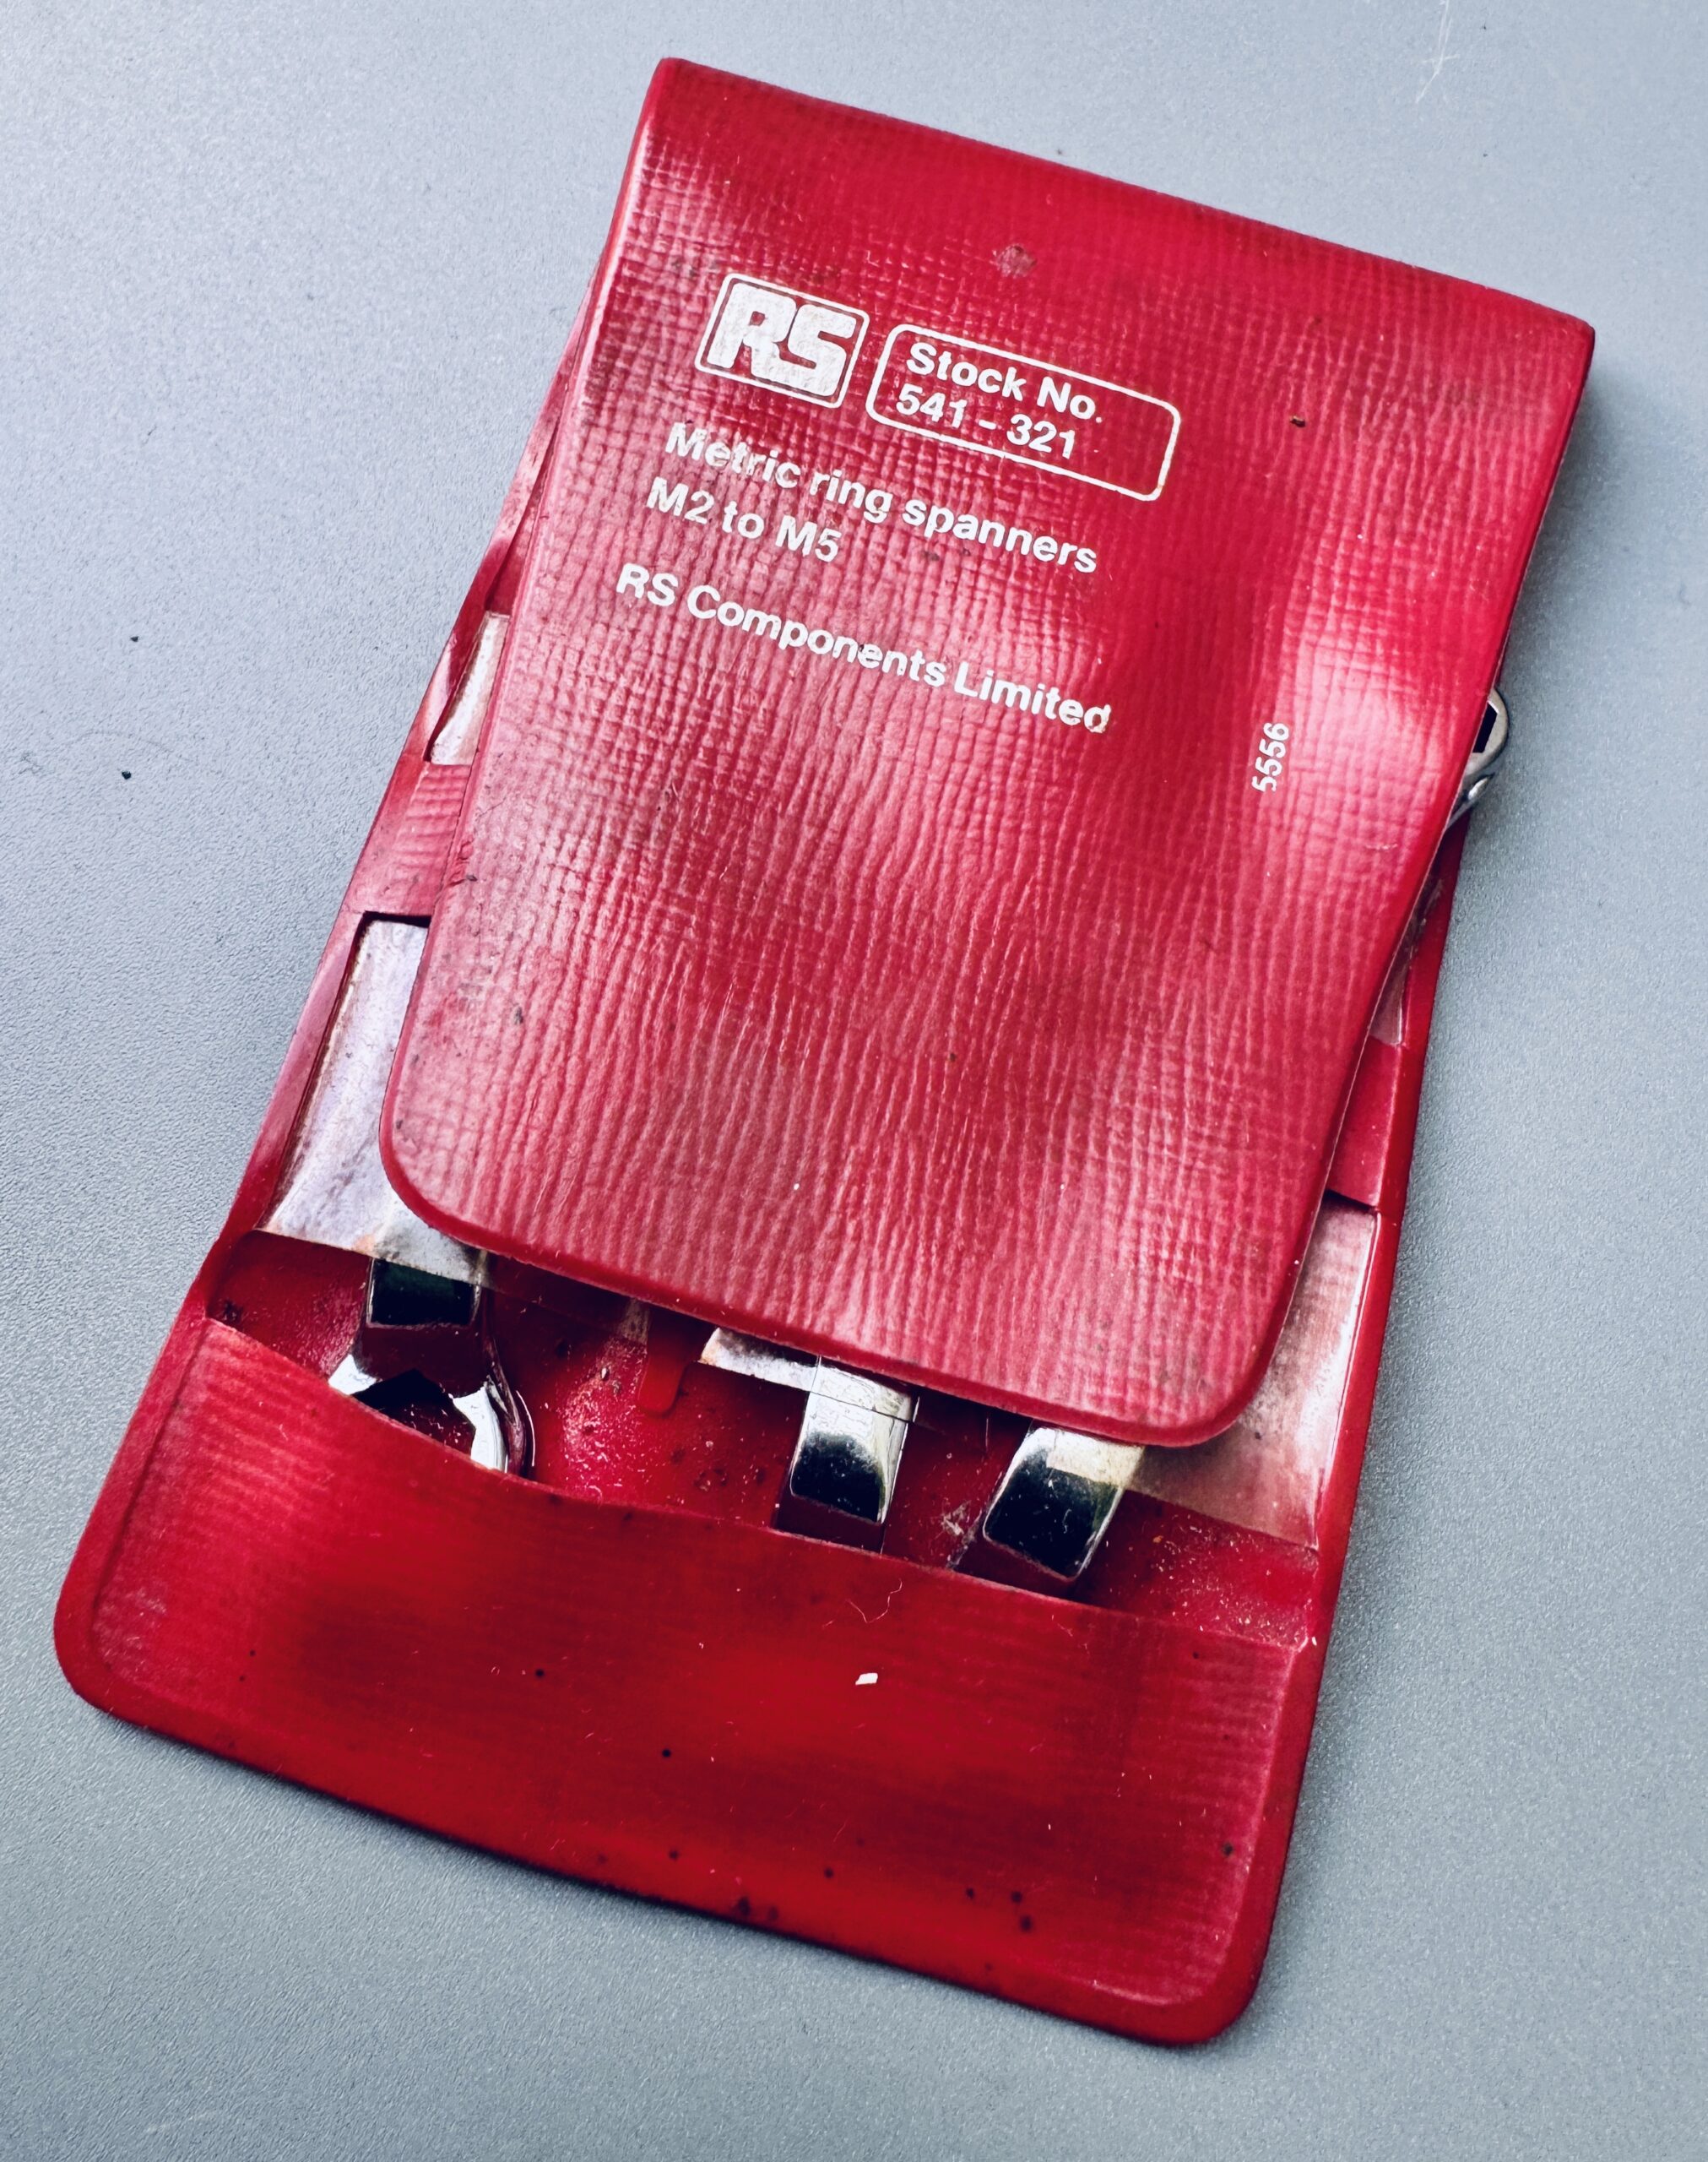 RS
Stock No.
541 - 321
Metric ring spanners
M2 to M5
RS Components Limited
5556